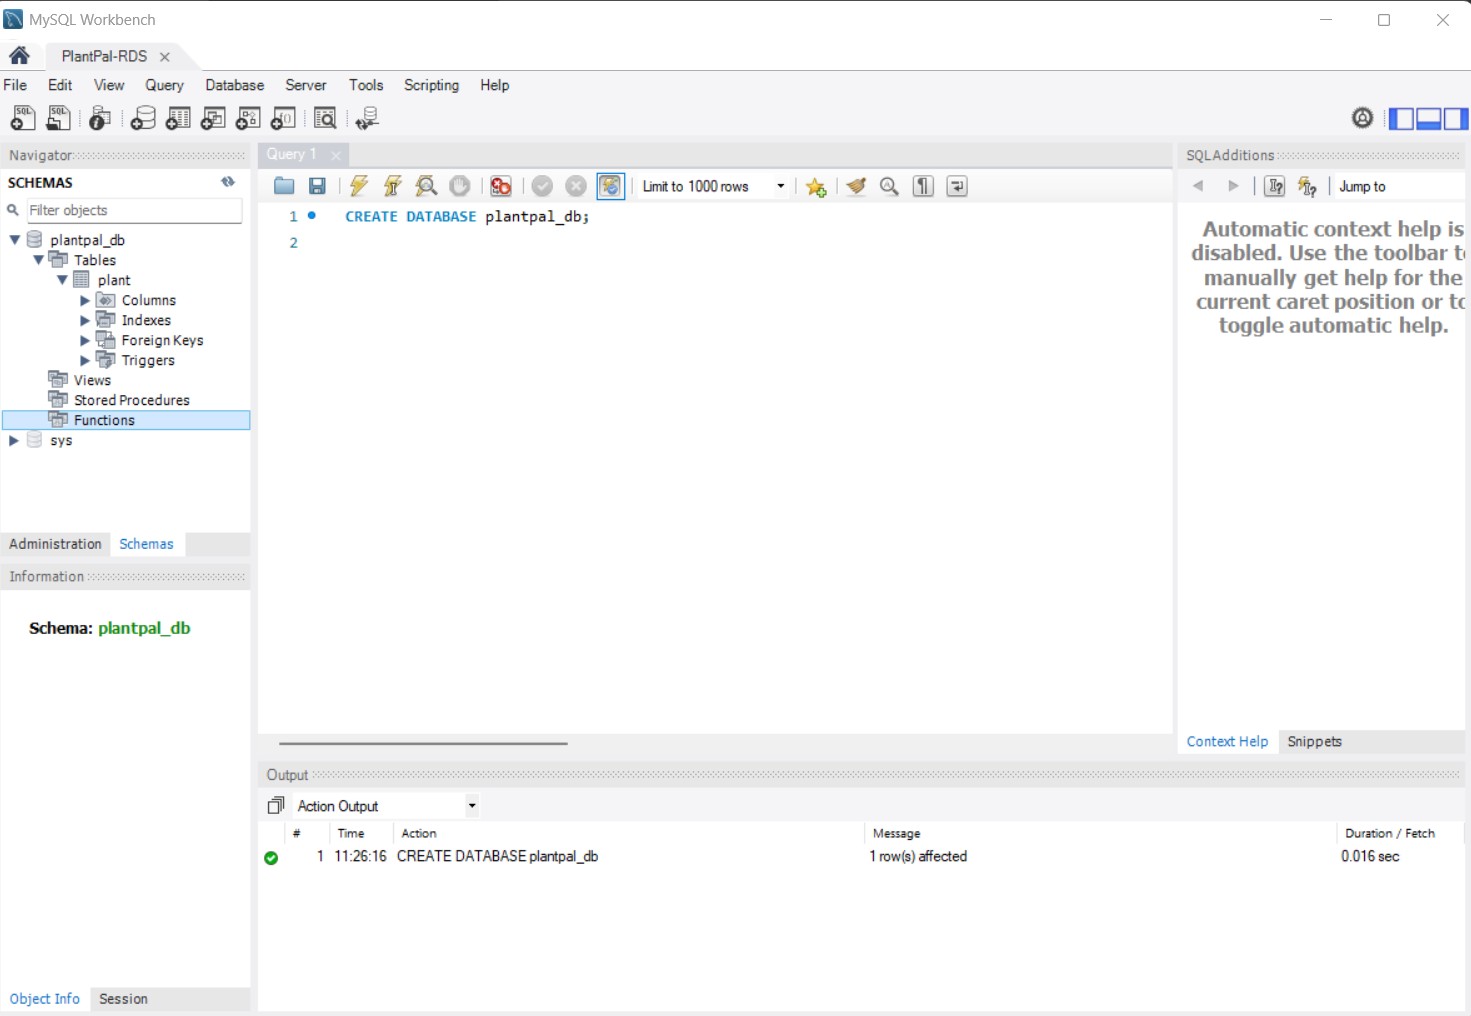 MySQL Workbench
PlantPal-RDS
File Edit View Query Database Server Tools Scripting Help
Navigator
SCHEMAS
Filter objects
plantpal_db
Tables
plant
Columns
Indexes
Foreign Keys
Triggers
Views
Stored Procedures
Functions
sys
Administration Schemas
Information
Schema: plantpal_db
Object Info Session
Query 1
Limit to 1000 rows
1 CREATE DATABASE plantpal_db;
2
SQLAdditions
Jump to
Automatic context help is
disabled. Use the toolbar to
manually get help for the
current caret position or to
toggle automatic help.
Context Help Snippets
Output
Action Output
# Time Action Message Duration / Fetch
1 11:26:16 CREATE DATABASE plantpal_db 1 row(s) affected 0.016 sec